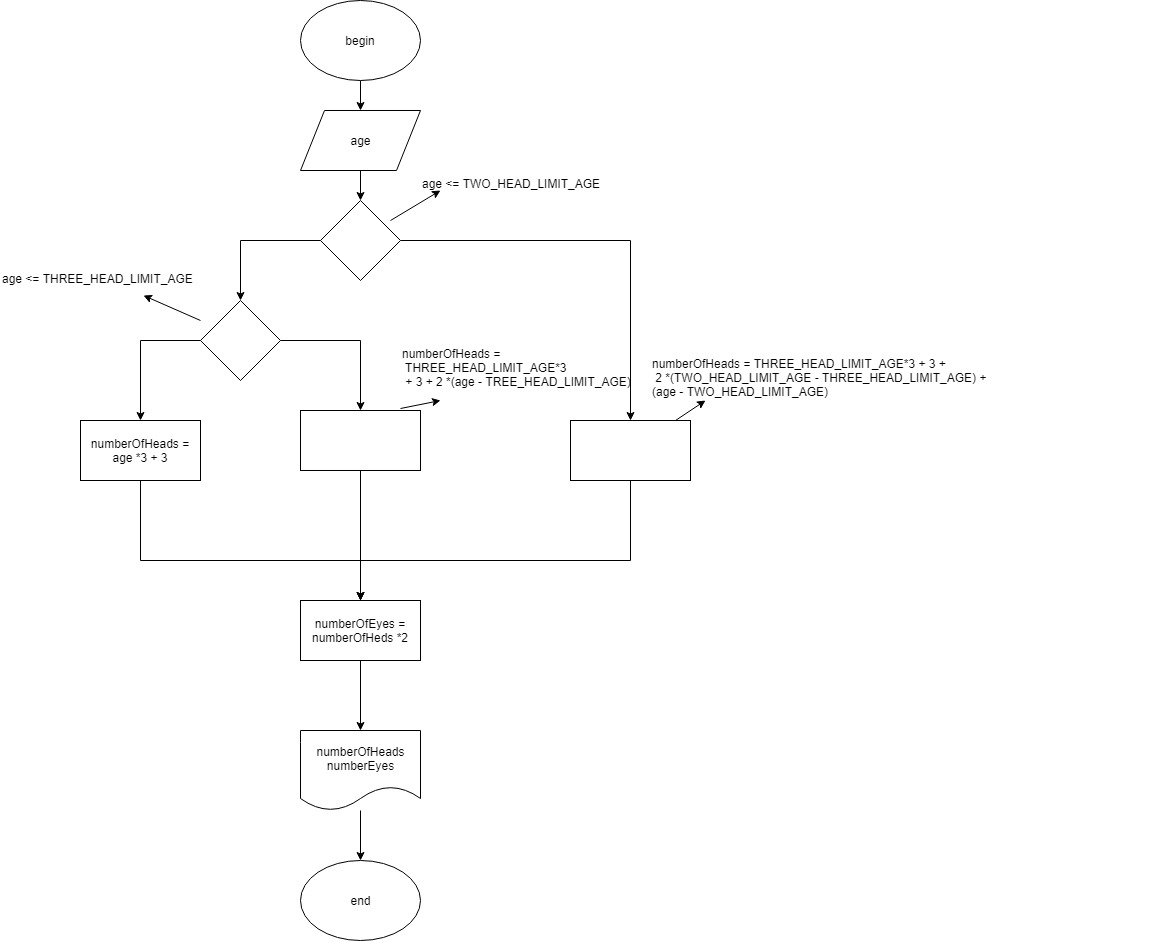 begin
age
age <= TWO_HEAD_LIMIT_AGE
age <= THREE_HEAD_LIMIT_AGE
numberOfHeads =
THREE_HEAD_LIMIT_AGE*3
+ 3 + 2 *(age - TREE_HEAD_LIMIT_AGE)
numberOfHeads = THREE_HEAD_LIMIT_AGE*3 + 3 +
2 *(TWO_HEAD_LIMIT_AGE - THREE_HEAD_LIMIT_AGE) +
(age - TWO_HEAD_LIMIT_AGE)
numberOfHeads =
age *3 + 3
numberOfEyes =
numberOfHeds *2
numberOfHeads
numberEyes
end